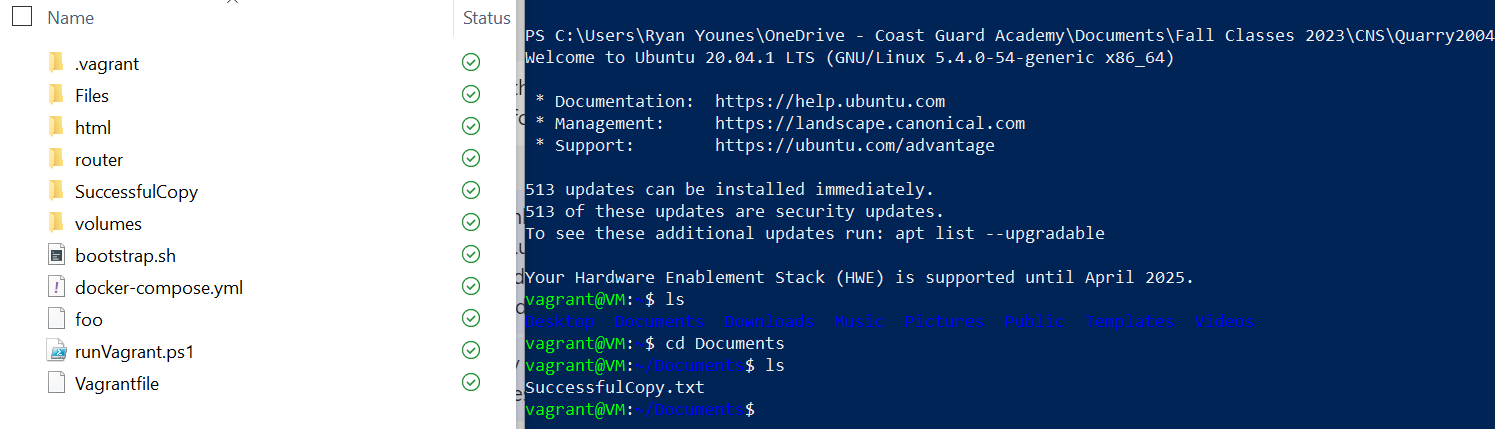 Name Status
.vagrant
Files
html
router
SuccessfulCopy
volumes
bootstrap.sh
docker-compose.yml
foo
runVagrant.ps1
Vagrantfile
PS C:\Users\Ryan Younes\OneDrive - Coast Guard Academy\Documents\Fall Classes 2023\CNS\Quarry2004
Welcome to Ubuntu 20.04.1 LTS (GNU/Linux 5.4.0-54-generic x86_64)
* Documentation: https://help.ubuntu.com
* Management: https://landscape.canonical.com
* Support: https://ubuntu.com/advantage
513 updates can be installed immediately.
513 of these updates are security updates.
To see these additional updates run: apt list --upgradable
Your Hardware Enablement Stack (HWE) is supported until April 2025.
vagrant@VM:~$ ls
Desktop Documents Downloads Music Pictures Public Templates Videos
vagrant@VM:~$ cd Documents
vagrant@VM:~/Documents$ ls
SuccessfulCopy.txt
vagrant@VM:~/Documents$